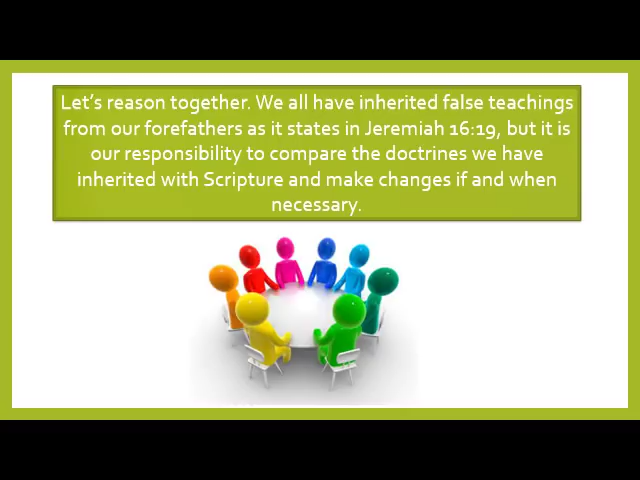 Let’s reason together. We all have inherited false teachings
from our forefathers as it states in Jeremiah 16:19, but it is
our responsibility to compare the doctrines we have
inherited with Scripture and make changes if and when
necessary.